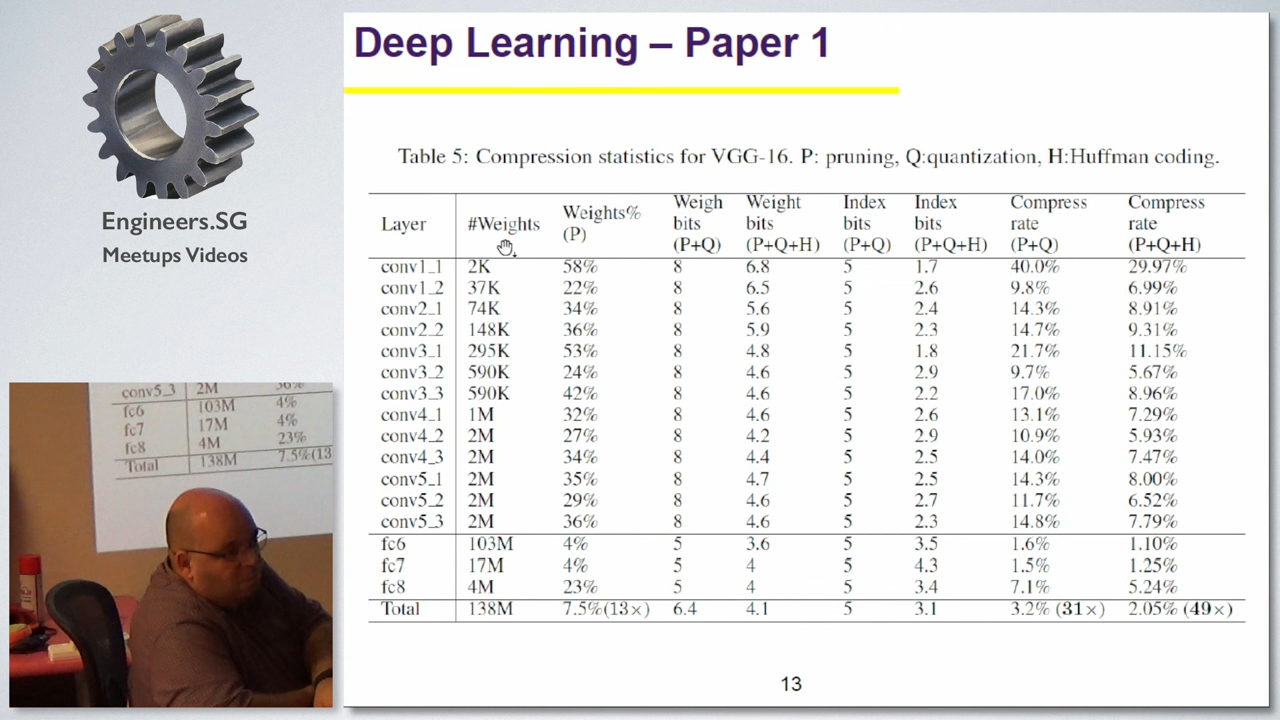 Deep Learning – Paper 1
Engineers.SG
Meetups Videos
Table 5: Compression statistics for VGG-16. P: pruning, Q:quantization, H:Huffman coding.
Layer #Weights Weights% (P) Weigh bits (P+Q) Weight bits (P+Q+H) Index bits (P+Q) Index bits (P+Q+H) Compress rate (P+Q) Compress rate (P+Q+H)
conv1_1 2K 58% 8 6.8 5 1.7 40.0% 29.97%
conv1_2 37K 22% 8 6.5 5 2.6 9.8% 6.99%
conv2_1 74K 34% 8 5.6 5 2.4 14.3% 8.91%
conv2_2 148K 36% 8 5.9 5 2.3 14.7% 9.31%
conv3_1 295K 53% 8 4.8 5 1.8 21.7% 11.15%
conv3_2 590K 24% 8 4.6 5 2.9 9.7% 5.67%
conv3_3 590K 42% 8 4.6 5 2.2 17.0% 8.96%
conv4_1 1M 32% 8 4.6 5 2.6 13.1% 7.29%
conv4_2 2M 27% 8 4.2 5 2.9 10.9% 5.93%
conv4_3 2M 34% 8 4.4 5 2.5 14.0% 7.47%
conv5_1 2M 35% 8 4.7 5 2.5 14.3% 8.00%
conv5_2 2M 29% 8 4.6 5 2.7 11.7% 6.52%
conv5_3 2M 36% 8 4.6 5 2.3 14.8% 7.79%
fc6 103M 4% 5 3.6 5 3.5 1.6% 1.10%
fc7 17M 4% 5 4 5 4.3 1.5% 1.25%
fc8 4M 23% 5 4 5 3.4 7.1% 5.24%
Total 138M 7.5%(13×) 6.4 4.1 5 3.1 3.2% (31×) 2.05% (49×)
13
conv5_3 2M 36%
fc6 103M 4%
fc7 17M 4%
fc8 4M 23%
Total 138M 7.5%(13